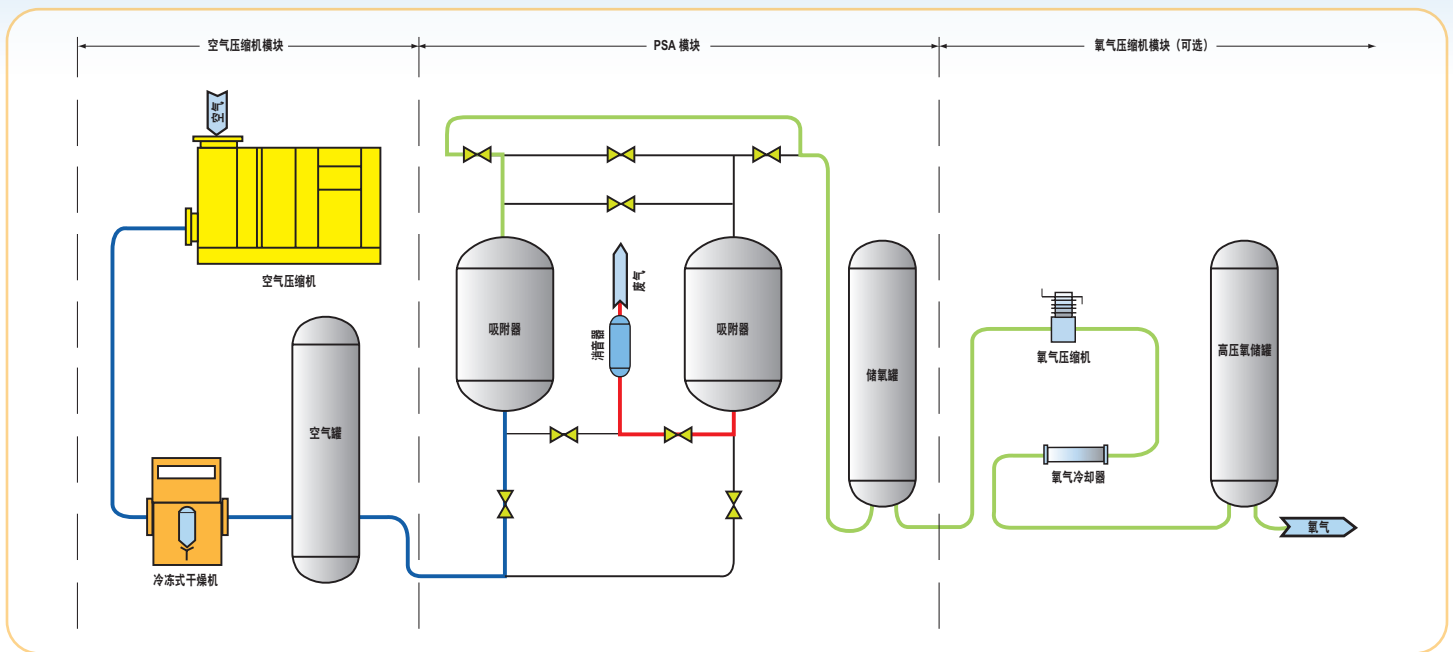 空气压缩机模块
PSA 模块
氧气压缩机模块（可选）
空气
空气压缩机
废气
吸附器
消音器
吸附器
氧气压缩机
高压氧储罐
储氧罐
空气罐
氧气冷却器
氧气
冷冻式干燥机